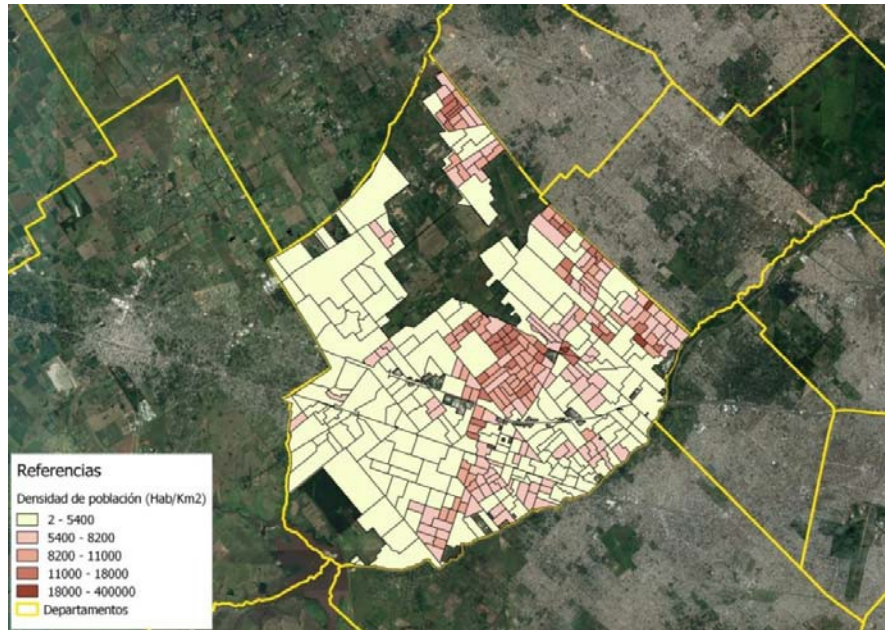 Referencias
Densidad de población (Hab/Km2)
2 - 5400
5400 - 8200
8200 - 11000
11000 - 18000
18000 - 400000
Departamentos